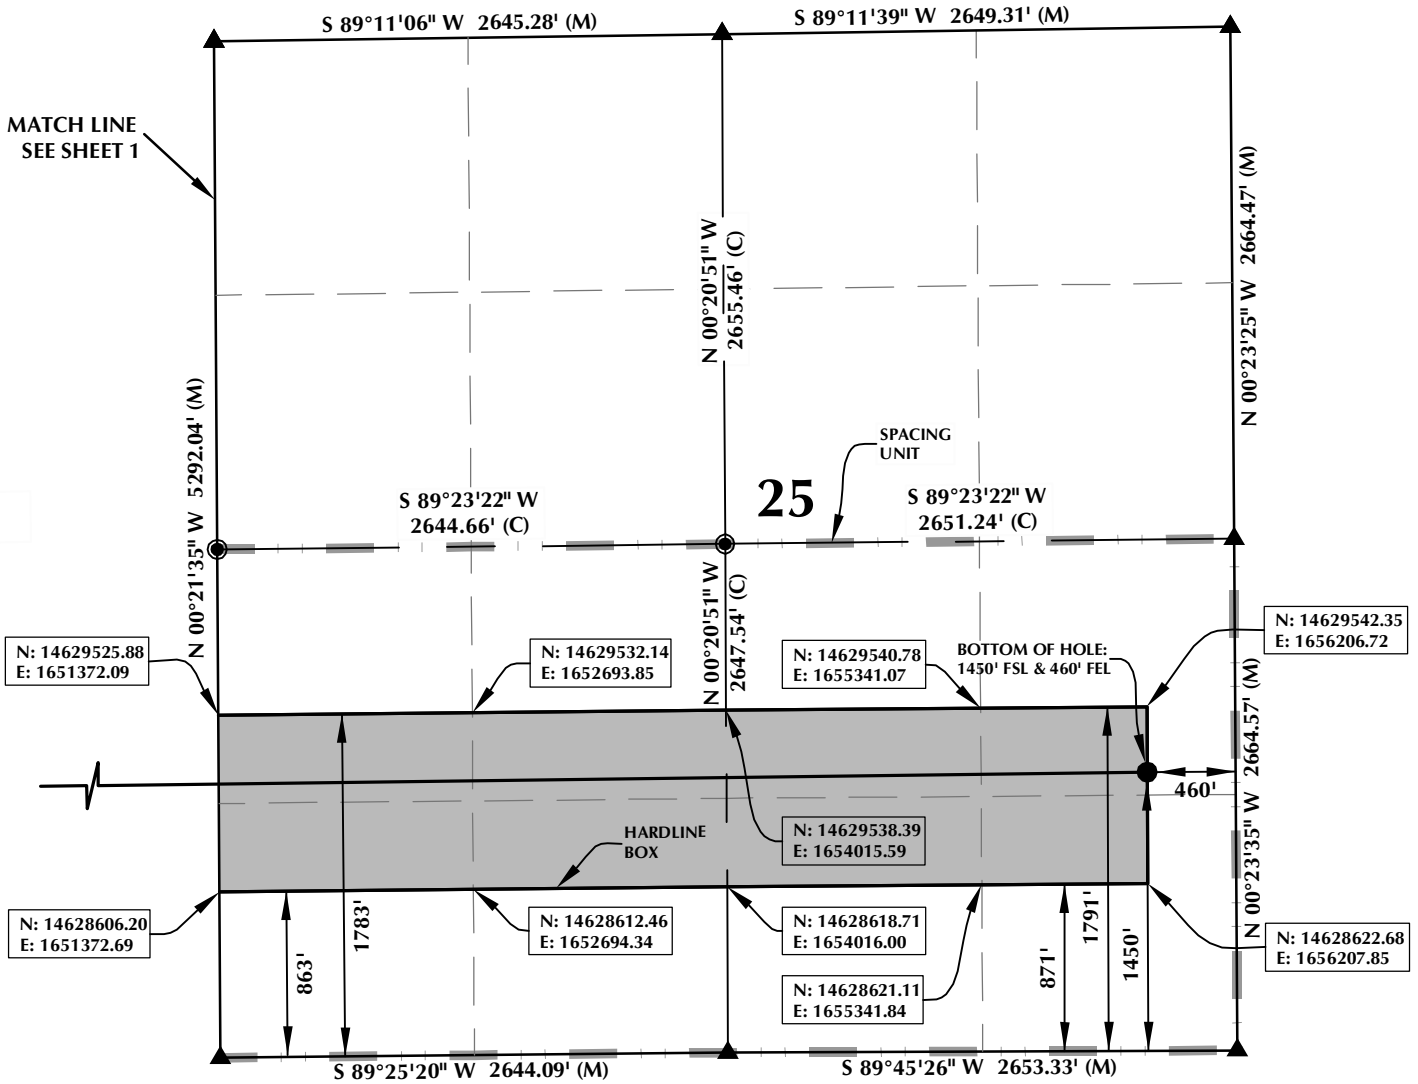 S 89°11'06" W  2645.28' (M)
S 89°11'39" W  2649.31' (M)
MATCH LINE
SEE SHEET 1
N 00°21'35" W  5292.04' (M)
N 00°20'51" W
2655.46' (C)
N 00°23'25" W  2664.47' (M)
SPACING
UNIT
25
S 89°23'22" W
2644.66' (C)
S 89°23'22" W
2651.24' (C)
N 00°20'51" W
2647.54' (C)
N: 14629525.88
E: 1651372.09
N: 14629532.14
E: 1652693.85
N: 14629540.78
E: 1655341.07
BOTTOM OF HOLE:
1450' FSL & 460' FEL
N: 14629542.35
E: 1656206.72
N 00°23'35" W  2664.57' (M)
460'
HARDLINE
BOX
N: 14629538.39
E: 1654015.59
N: 14628606.20
E: 1651372.69
863'
1783'
N: 14628612.46
E: 1652694.34
N: 14628618.71
E: 1654016.00
N: 14628621.11
E: 1655341.84
871'
1791'
1450'
N: 14628622.68
E: 1656207.85
S 89°25'20" W  2644.09' (M)
S 89°45'26" W  2653.33' (M)